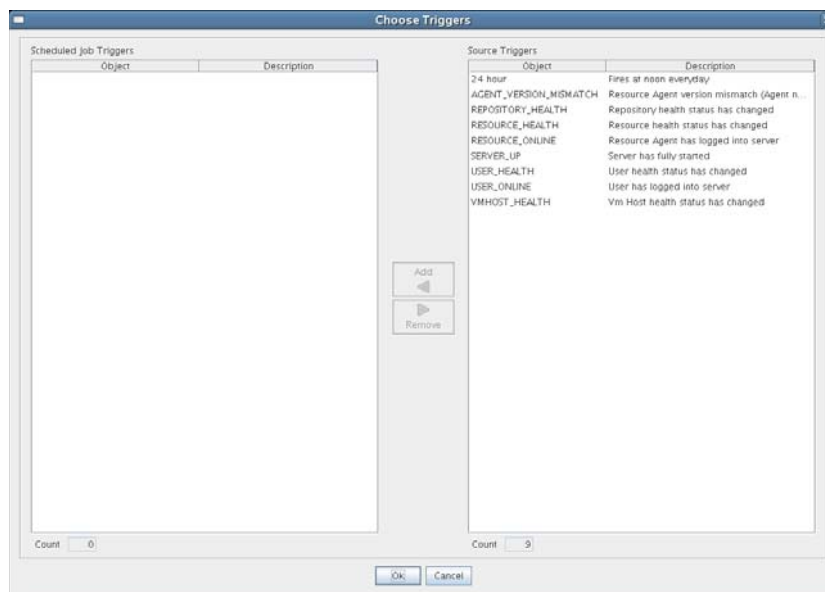 Choose Triggers
Scheduled Job Triggers
Object Description
Count 0
Add
Remove
Source Triggers
Object Description
24 hour Fires at noon everyday
AGENT_VERSION_MISMATCH Resource Agent version mismatch (Agent n...
REPOSITORY_HEALTH Repository health status has changed
RESOURCE_HEALTH Resource health status has changed
RESOURCE_ONLINE Resource Agent has logged into server
SERVER_UP Server has fully started
USER_HEALTH User health status has changed
USER_ONLINE User has logged into server
VMHOST_HEALTH Vm Host health status has changed
Count 9
Ok Cancel